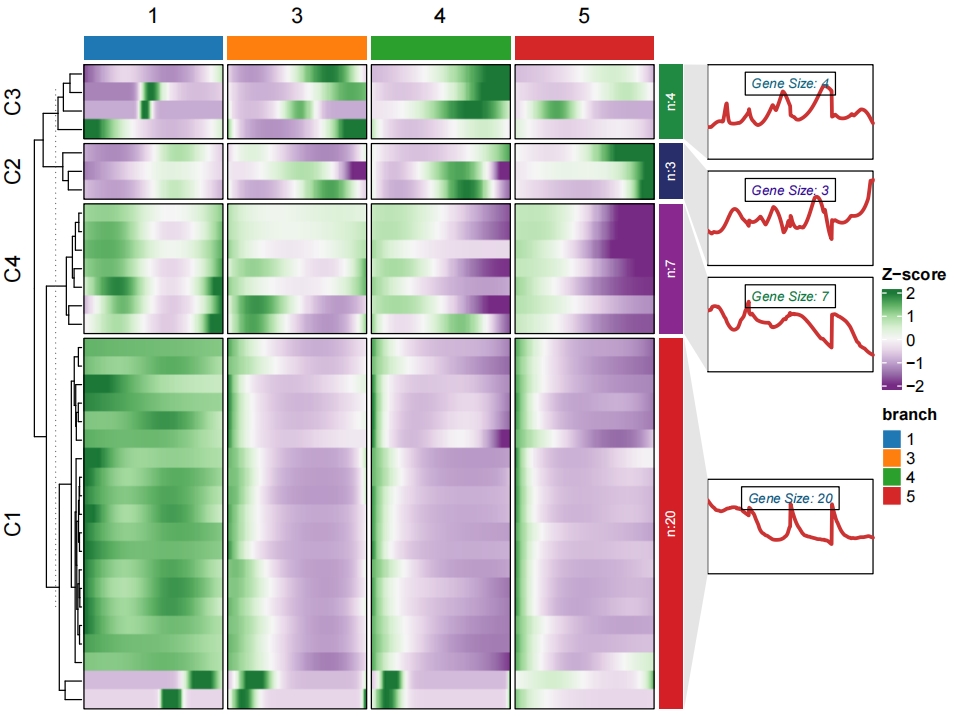 1 3 4 5
C3
C2
C4
C1
n:4
n:3
n:7
n:20
Gene Size: 4
Gene Size: 3
Gene Size: 7
Gene Size: 20
Z−score
2
1
0
−1
−2
branch
1
3
4
5